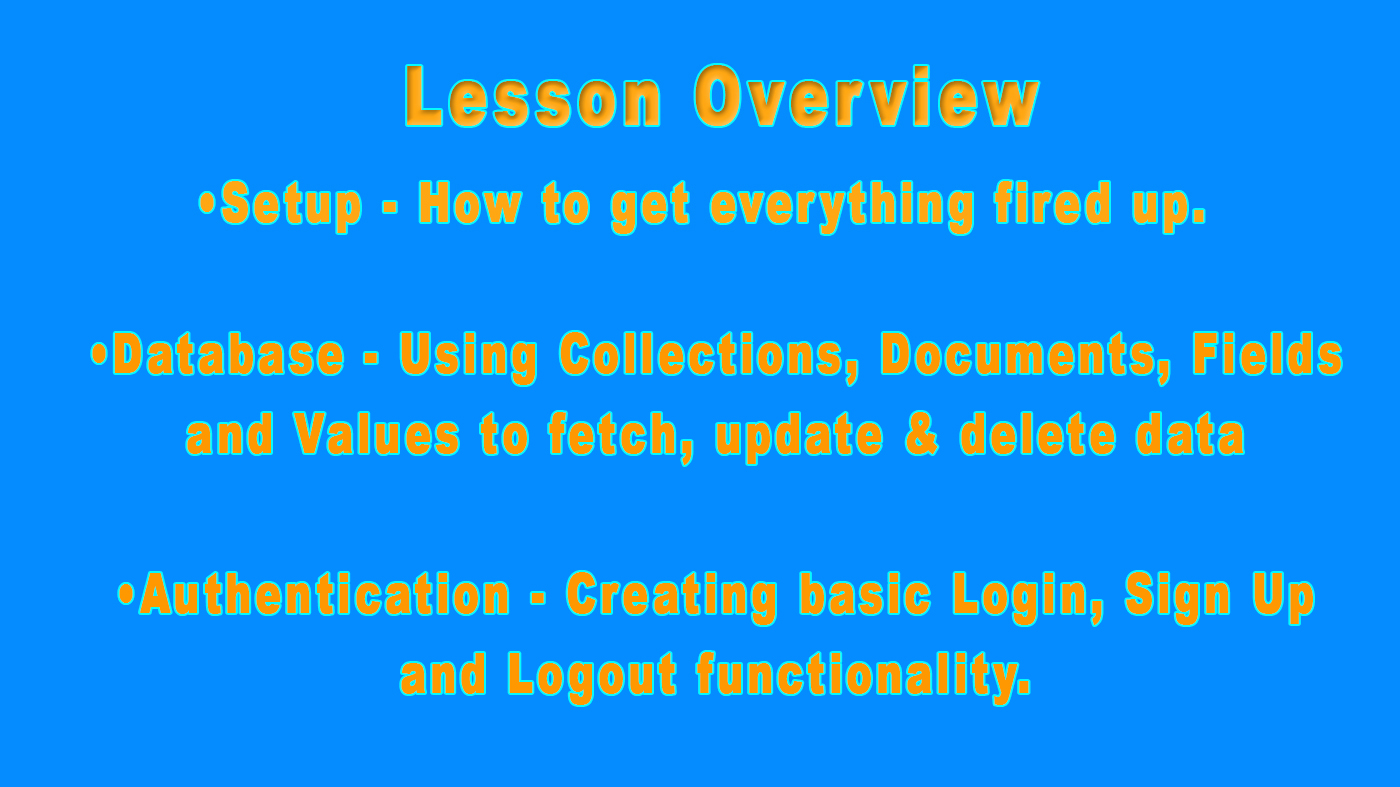 Lesson Overview
•Setup - How to get everything fired up.
•Database - Using Collections, Documents, Fields
and Values to fetch, update & delete data
•Authentication - Creating basic Login, Sign Up
and Logout functionality.